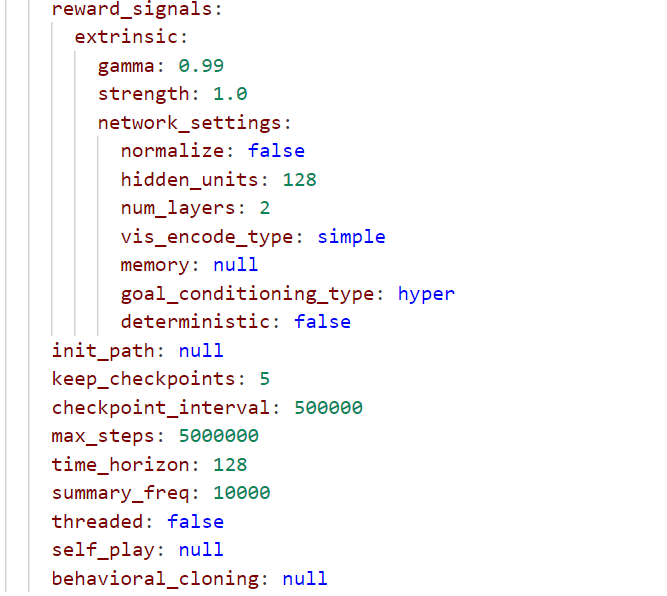 reward_signals:
extrinsic:
gamma: 0.99
strength: 1.0
network_settings:
normalize: false
hidden_units: 128
num_layers: 2
vis_encode_type: simple
memory: null
goal_conditioning_type: hyper
deterministic: false
init_path: null
keep_checkpoints: 5
checkpoint_interval: 500000
max_steps: 5000000
time_horizon: 128
summary_freq: 10000
threaded: false
self_play: null
behavioral_cloning: null